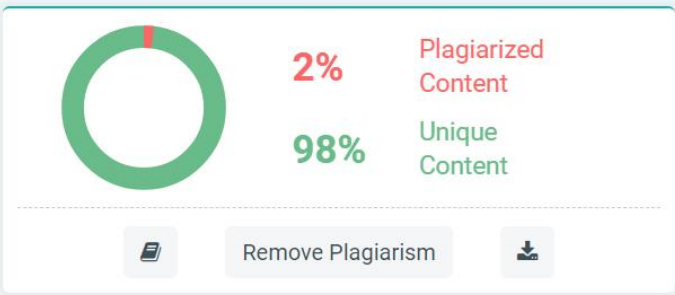 2%
Plagiarized
Content
98%
Unique
Content
Remove Plagiarism